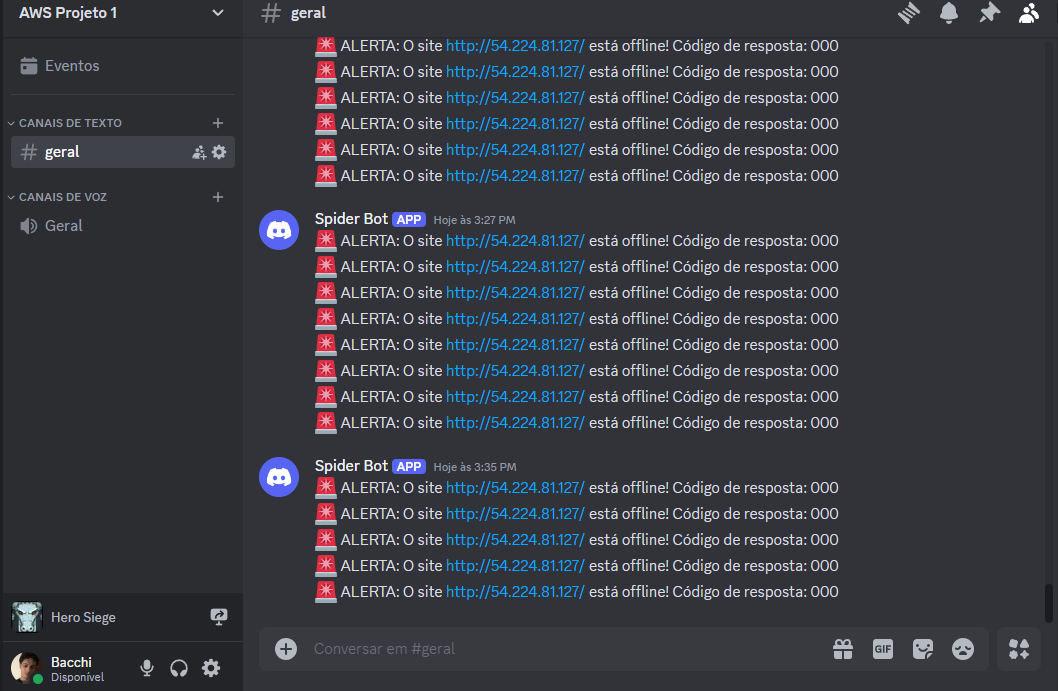 AWS Projeto 1
geral
Eventos
CANAIS DE TEXTO
geral
CANAIS DE VOZ
Geral
ALERTA: O site http://54.224.81.127/ está offline! Código de resposta: 000
ALERTA: O site http://54.224.81.127/ está offline! Código de resposta: 000
ALERTA: O site http://54.224.81.127/ está offline! Código de resposta: 000
ALERTA: O site http://54.224.81.127/ está offline! Código de resposta: 000
ALERTA: O site http://54.224.81.127/ está offline! Código de resposta: 000
ALERTA: O site http://54.224.81.127/ está offline! Código de resposta: 000
Spider Bot APP Hoje às 3:27 PM
ALERTA: O site http://54.224.81.127/ está offline! Código de resposta: 000
ALERTA: O site http://54.224.81.127/ está offline! Código de resposta: 000
ALERTA: O site http://54.224.81.127/ está offline! Código de resposta: 000
ALERTA: O site http://54.224.81.127/ está offline! Código de resposta: 000
ALERTA: O site http://54.224.81.127/ está offline! Código de resposta: 000
ALERTA: O site http://54.224.81.127/ está offline! Código de resposta: 000
ALERTA: O site http://54.224.81.127/ está offline! Código de resposta: 000
ALERTA: O site http://54.224.81.127/ está offline! Código de resposta: 000
Spider Bot APP Hoje às 3:35 PM
ALERTA: O site http://54.224.81.127/ está offline! Código de resposta: 000
ALERTA: O site http://54.224.81.127/ está offline! Código de resposta: 000
ALERTA: O site http://54.224.81.127/ está offline! Código de resposta: 000
ALERTA: O site http://54.224.81.127/ está offline! Código de resposta: 000
ALERTA: O site http://54.224.81.127/ está offline! Código de resposta: 000
Hero Siege
Bacchi
Disponível
Conversar em #geral
GIF